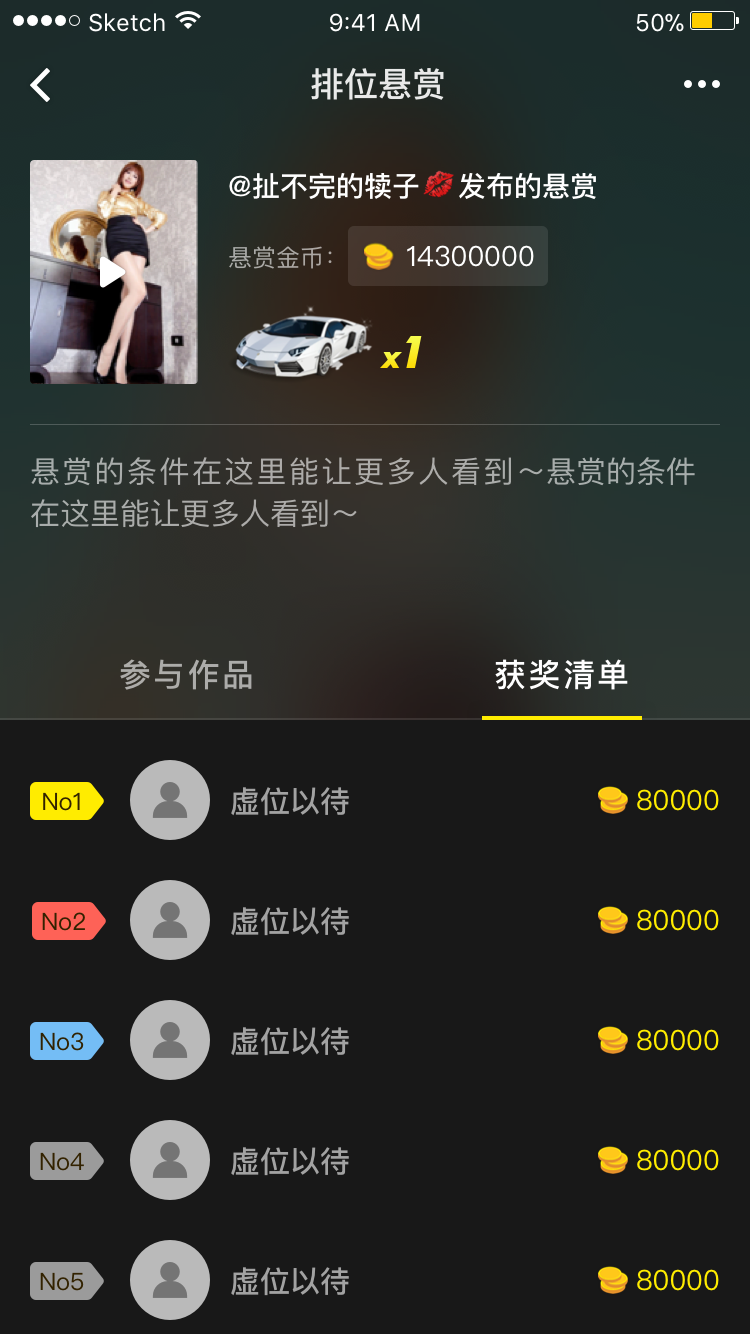 Sketch 9:41 AM 50%
排位悬赏
@扯不完的犊子💋发布的悬赏
悬赏金币： 14300000
x1
悬赏的条件在这里能让更多人看到～悬赏的条件
在这里能让更多人看到～
参与作品 获奖清单
No1 虚位以待 80000
No2 虚位以待 80000
No3 虚位以待 80000
No4 虚位以待 80000
No5 虚位以待 80000